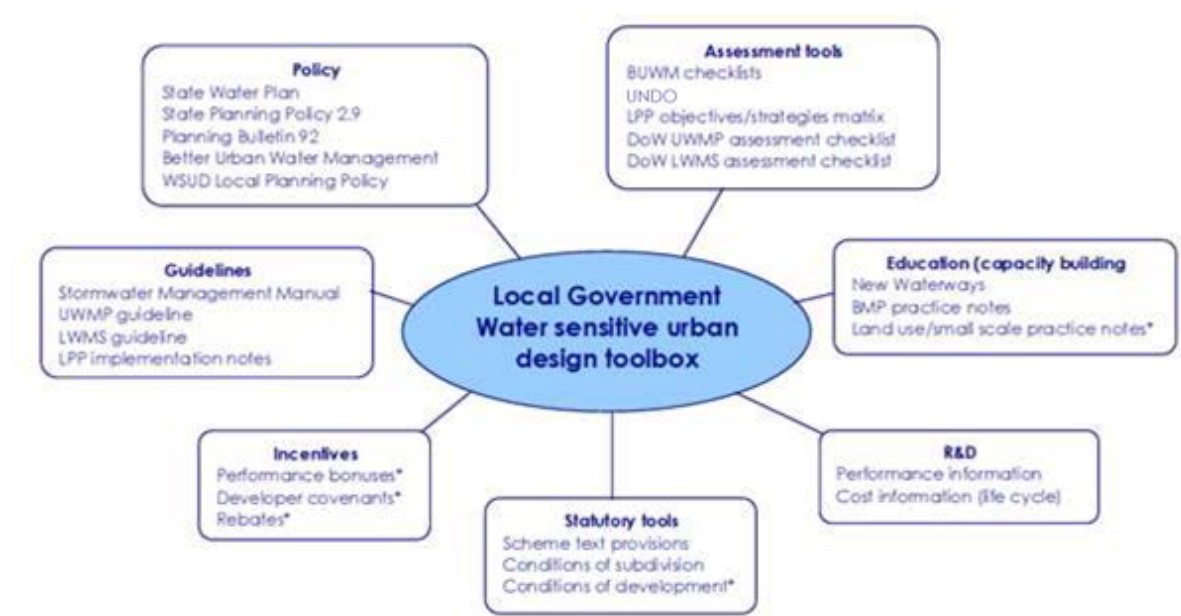 Policy
State Water Plan
State Planning Policy 2.9
Planning Bulletin 92
Better Urban Water Management
WSUD Local Planning Policy
Assessment tools
BUWM checklists
UNDO
LPP objectives/strategies matrix
DoW UWMP assessment checklist
DoW LWMS assessment checklist
Guidelines
Stormwater Management Manual
UWMP guideline
LWMS guideline
LPP implementation notes
Local Government
Water sensitive urban
design toolbox
Education (capacity building
New Waterways
BMP practice notes
Land use/small scale practice notes*
Incentives
Performance bonuses*
Developer covenants*
Rebates*
Statutory tools
Scheme text provisions
Conditions of subdivision
Conditions of development*
R&D
Performance information
Cost information (life cycle)